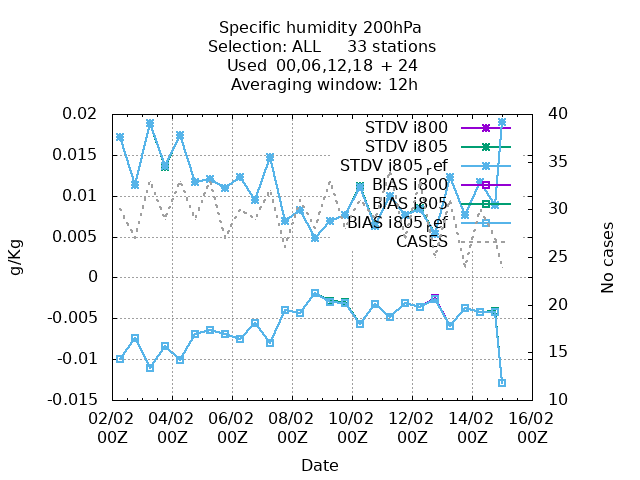 Specific humidity 200hPa
Selection: ALL 33 stations
Used 00,06,12,18 + 24
Averaging window: 12h
0.02
0.015
0.01
0.005
0
-0.005
-0.01
-0.015
g/Kg
STDV i800
STDV i805
STDV i805ref
BIAS i800
BIAS i805
BIAS i805ref
CASES
40
35
30
25
20
15
10
No cases
02/02 04/02 06/02 08/02 10/02 12/02 14/02 16/02
00Z 00Z 00Z 00Z 00Z 00Z 00Z 00Z
Date